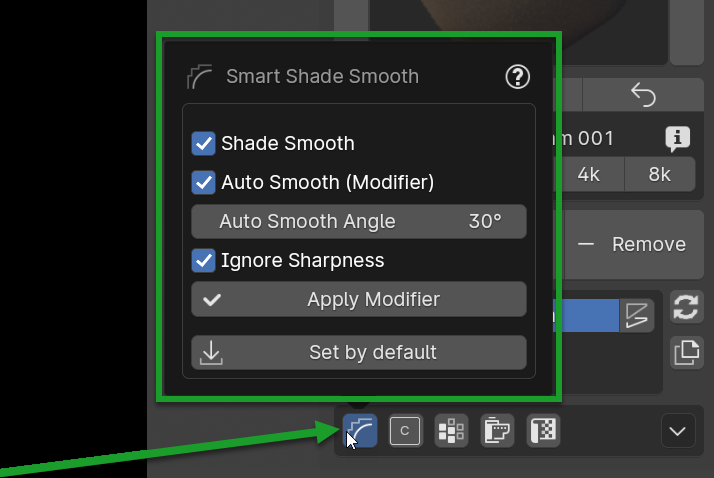 Smart Shade Smooth
Shade Smooth
Auto Smooth (Modifier)
Auto Smooth Angle 30°
Ignore Sharpness
Apply Modifier
Set by default
001
4k 8k
Remove
C